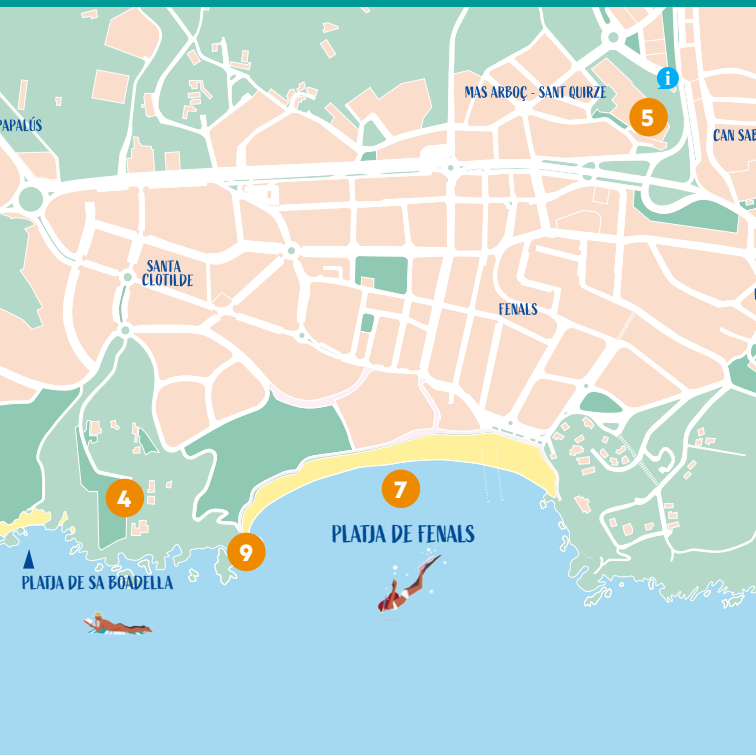 MAS ARBOÇ - SANT QUIRZE
i
5
PAPALÚS
CAN SAB
SANTA
CLOTILDE
FENALS
4
7
PLATJA DE FENALS
9
PLATJA DE SA BOADELLA